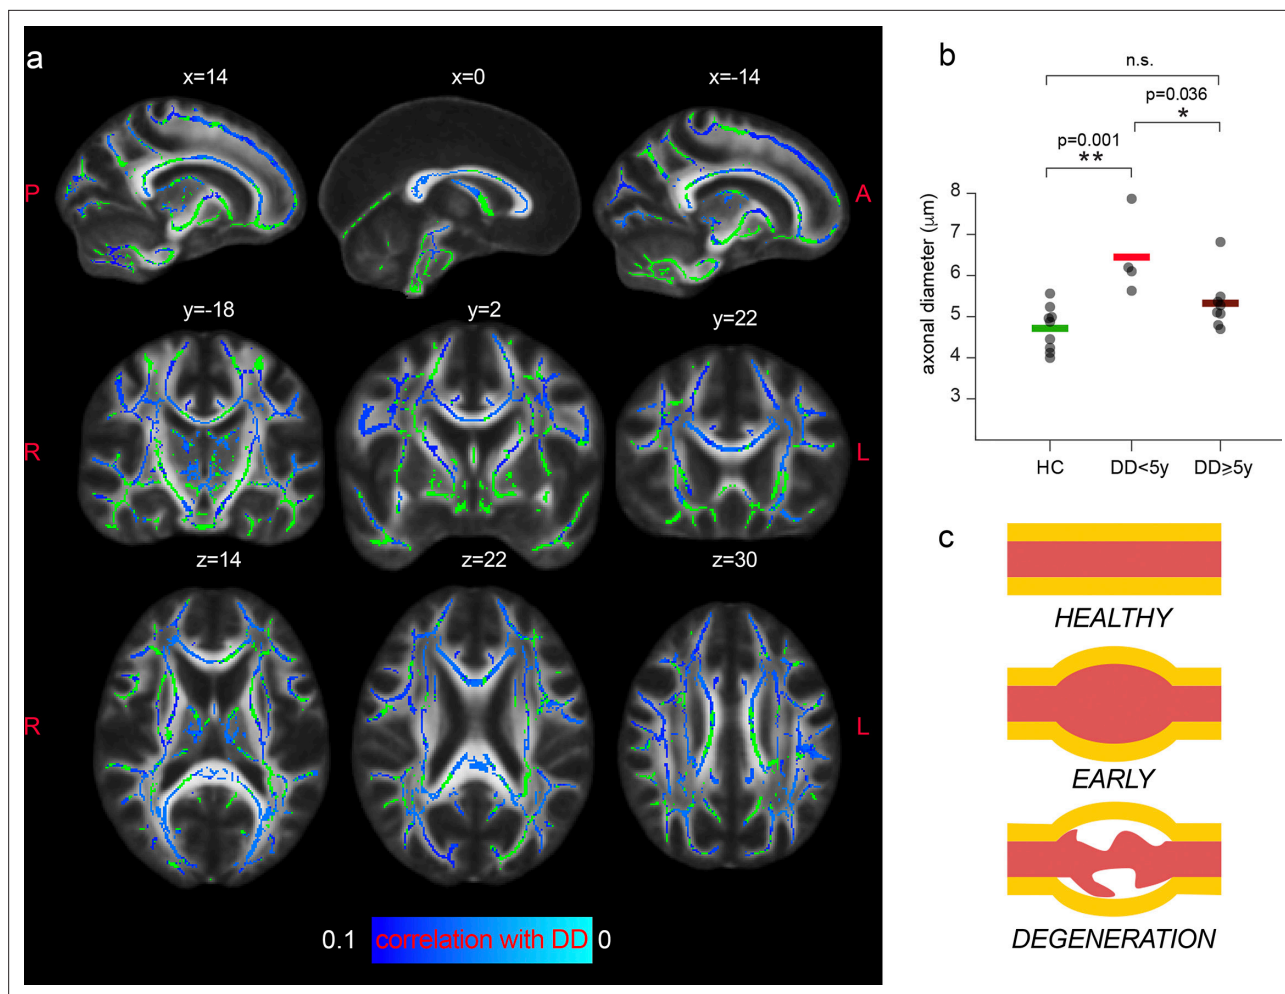 a
x=14 x=0 x=-14
P A
y=-18 y=2 y=22
R L
z=14 z=22 z=30
R L
0.1 correlation with DD 0
b
n.s.
p=0.036
*
p=0.001
**
8
7
6
5
4
3
axonal diameter (μm)
HC DD<5y DD≥5y
c
HEALTHY
EARLY
DEGENERATION